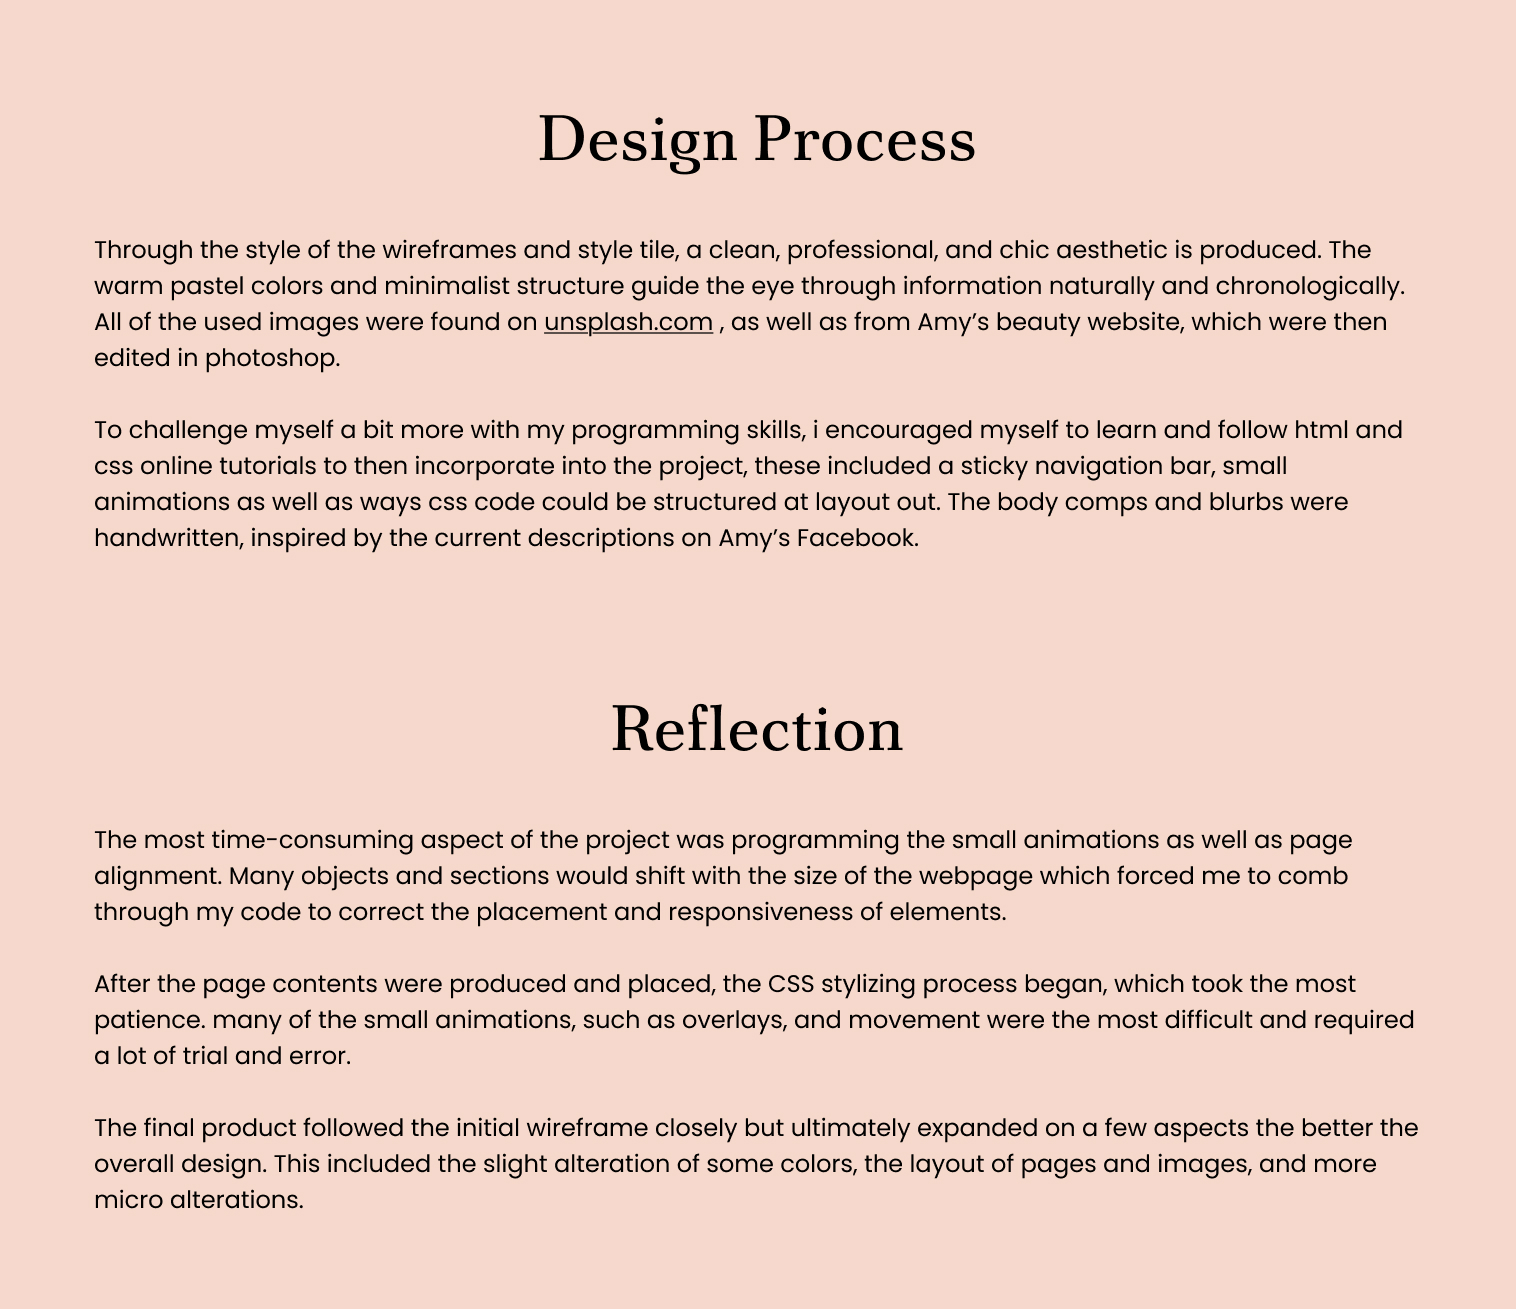 Design Process
Through the style of the wireframes and style tile, a clean, professional, and chic aesthetic is produced. The
warm pastel colors and minimalist structure guide the eye through information naturally and chronologically.
All of the used images were found on unsplash.com , as well as from Amy’s beauty website, which were then
edited in photoshop.
To challenge myself a bit more with my programming skills, i encouraged myself to learn and follow html and
css online tutorials to then incorporate into the project, these included a sticky navigation bar, small
animations as well as ways css code could be structured at layout out. The body comps and blurbs were
handwritten, inspired by the current descriptions on Amy’s Facebook.
Reflection
The most time-consuming aspect of the project was programming the small animations as well as page
alignment. Many objects and sections would shift with the size of the webpage which forced me to comb
through my code to correct the placement and responsiveness of elements.
After the page contents were produced and placed, the CSS stylizing process began, which took the most
patience. many of the small animations, such as overlays, and movement were the most difficult and required
a lot of trial and error.
The final product followed the initial wireframe closely but ultimately expanded on a few aspects the better the
overall design. This included the slight alteration of some colors, the layout of pages and images, and more
micro alterations.